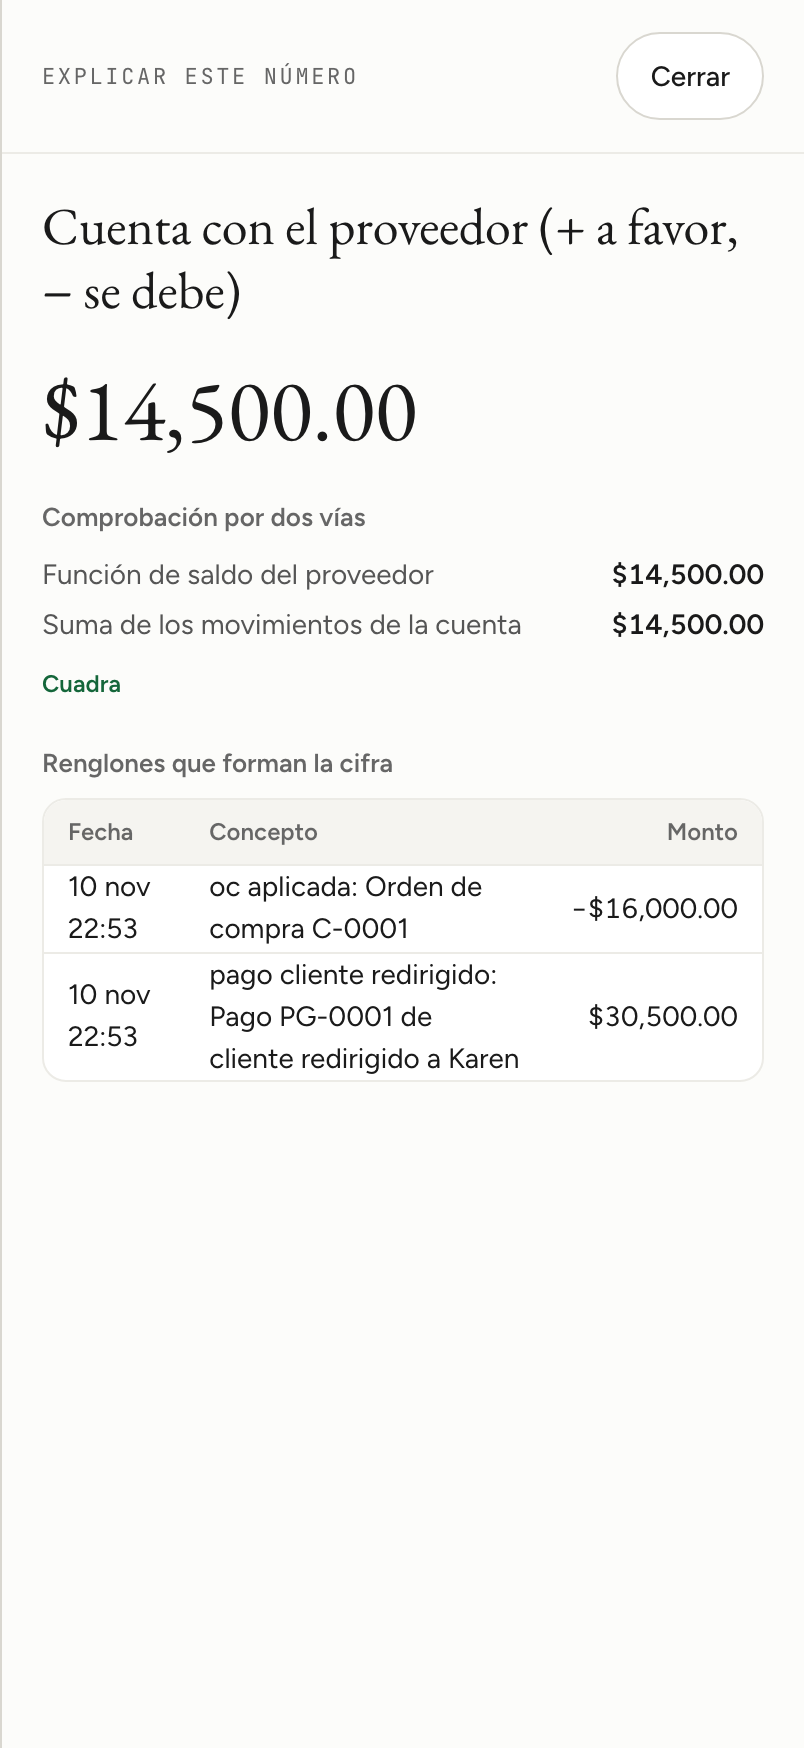 EXPLICAR ESTE NÚMERO
Cerrar
Cuenta con el proveedor (+ a favor,
− se debe)
$14,500.00
Comprobación por dos vías
Función de saldo del proveedor $14,500.00
Suma de los movimientos de la cuenta $14,500.00
Cuadra
Renglones que forman la cifra
Fecha Concepto Monto
10 nov
22:53
oc aplicada: Orden de
compra C-0001
−$16,000.00
10 nov
22:53
pago cliente redirigido:
Pago PG-0001 de
cliente redirigido a Karen
$30,500.00